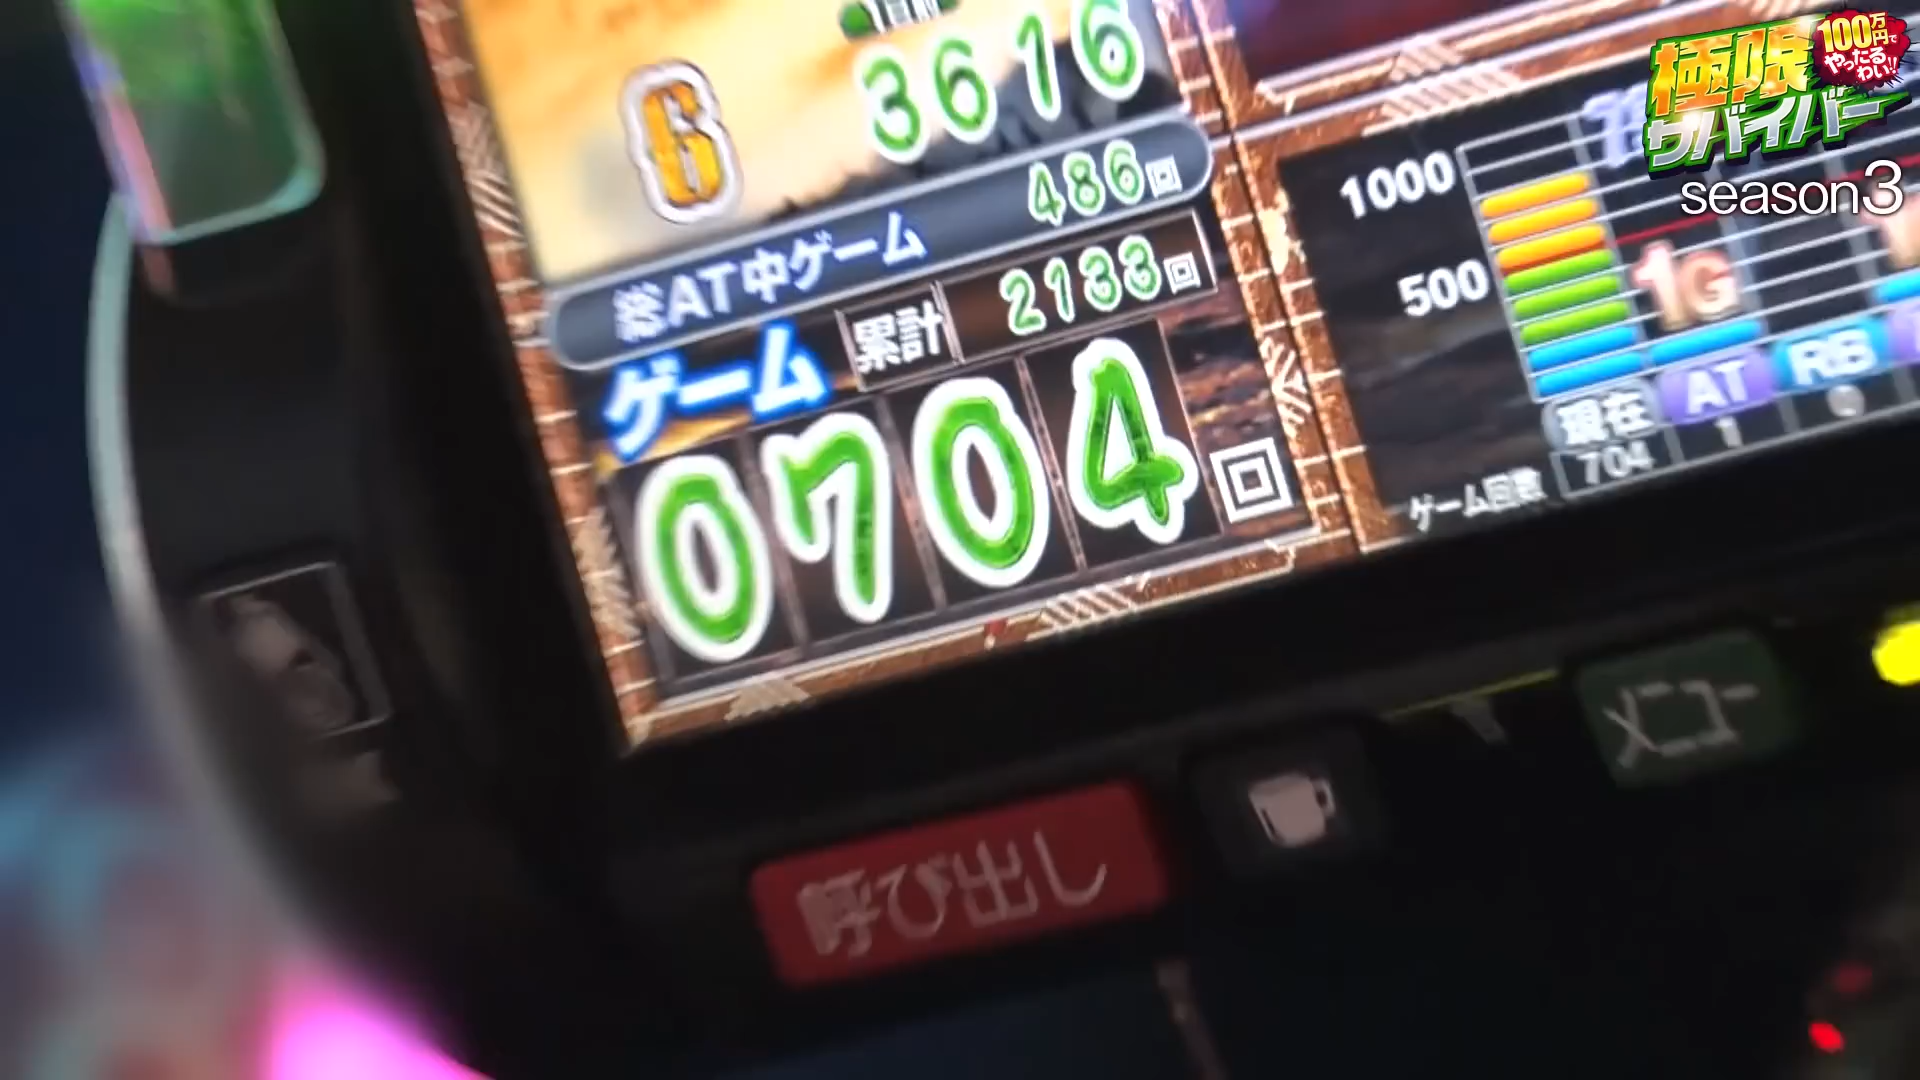 極限
サバイバー
100万円で
やったる
わい!!
season3
G
3616
総AT中ゲーム 486回
ゲーム 累計 2133回
0704回
1000
500
1G
現在 AT RB
ゲーム回数 704 1
呼び出し
メニュー